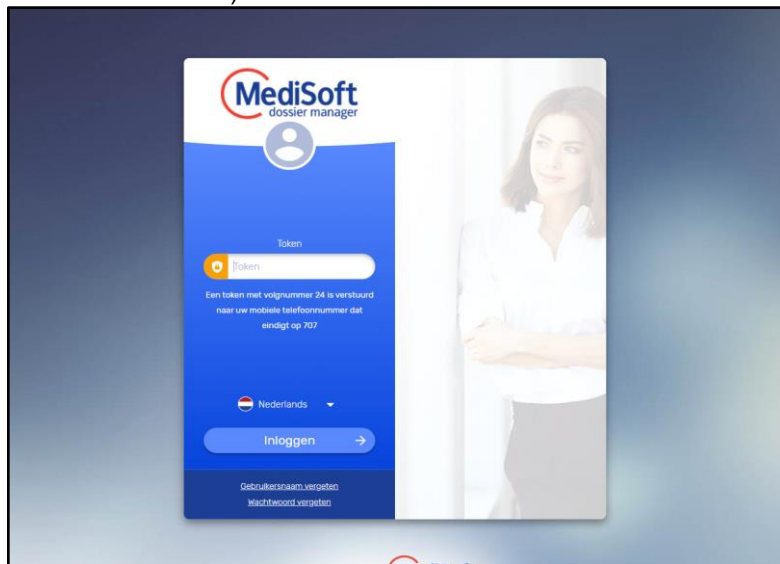 MediSoft
dossier manager
Token
Token
Een token met volgnummer 24 is verstuurd
naar uw mobiele telefoonnummer dat
eindigt op 707
Nederlands
Inloggen
Gebruikersnaam vergeten
Wachtwoord vergeten